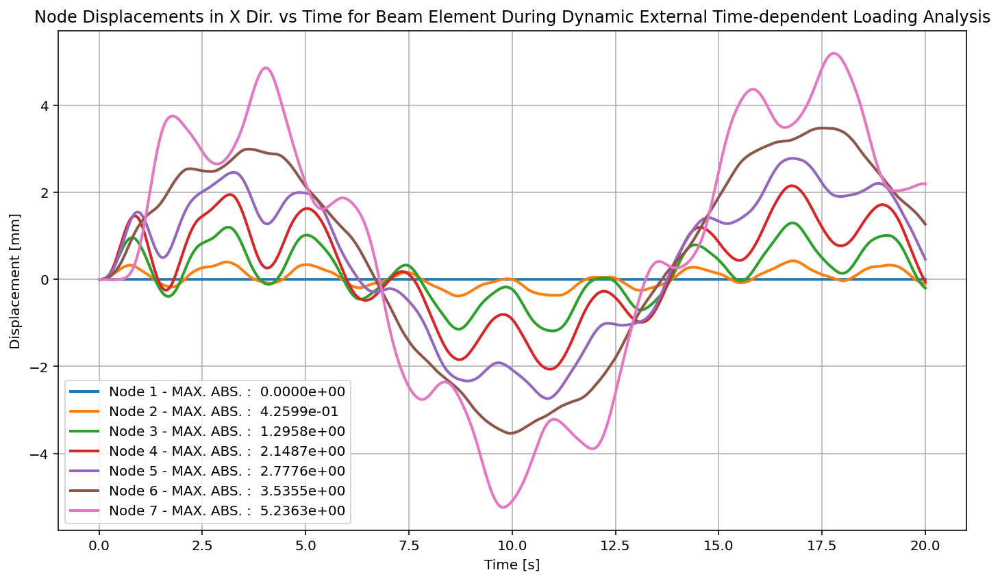 Node Displacements in X Dir. vs Time for Beam Element During Dynamic External Time-dependent Loading Analysis
Displacement [mm]
4
2
0
−2
−4
Node 1 - MAX. ABS. :  0.0000e+00
Node 2 - MAX. ABS. :  4.2599e-01
Node 3 - MAX. ABS. :  1.2958e+00
Node 4 - MAX. ABS. :  2.1487e+00
Node 5 - MAX. ABS. :  2.7776e+00
Node 6 - MAX. ABS. :  3.5355e+00
Node 7 - MAX. ABS. :  5.2363e+00
0.0 2.5 5.0 7.5 10.0 12.5 15.0 17.5 20.0
Time [s]